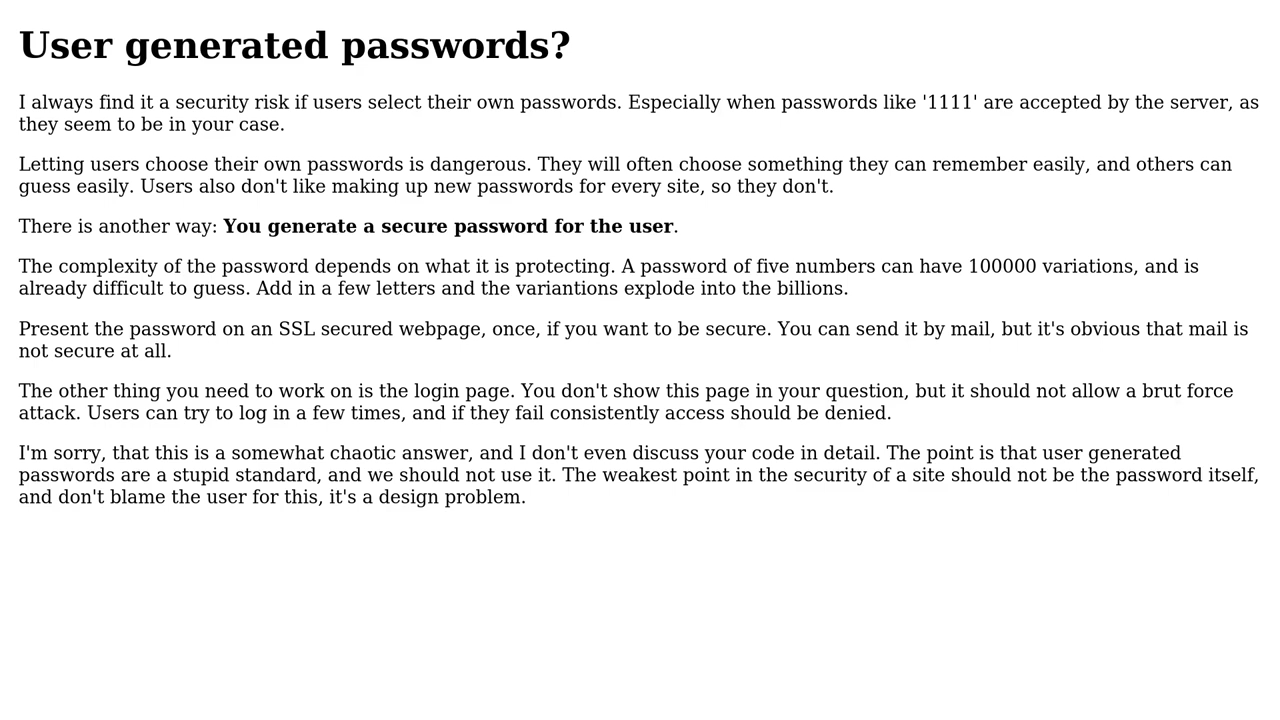 User generated passwords?
I always find it a security risk if users select their own passwords. Especially when passwords like '1111' are accepted by the server, as
they seem to be in your case.
Letting users choose their own passwords is dangerous. They will often choose something they can remember easily, and others can
guess easily. Users also don't like making up new passwords for every site, so they don't.
There is another way: You generate a secure password for the user.
The complexity of the password depends on what it is protecting. A password of five numbers can have 100000 variations, and is
already difficult to guess. Add in a few letters and the variantions explode into the billions.
Present the password on an SSL secured webpage, once, if you want to be secure. You can send it by mail, but it's obvious that mail is
not secure at all.
The other thing you need to work on is the login page. You don't show this page in your question, but it should not allow a brut force
attack. Users can try to log in a few times, and if they fail consistently access should be denied.
I'm sorry, that this is a somewhat chaotic answer, and I don't even discuss your code in detail. The point is that user generated
passwords are a stupid standard, and we should not use it. The weakest point in the security of a site should not be the password itself,
and don't blame the user for this, it's a design problem.